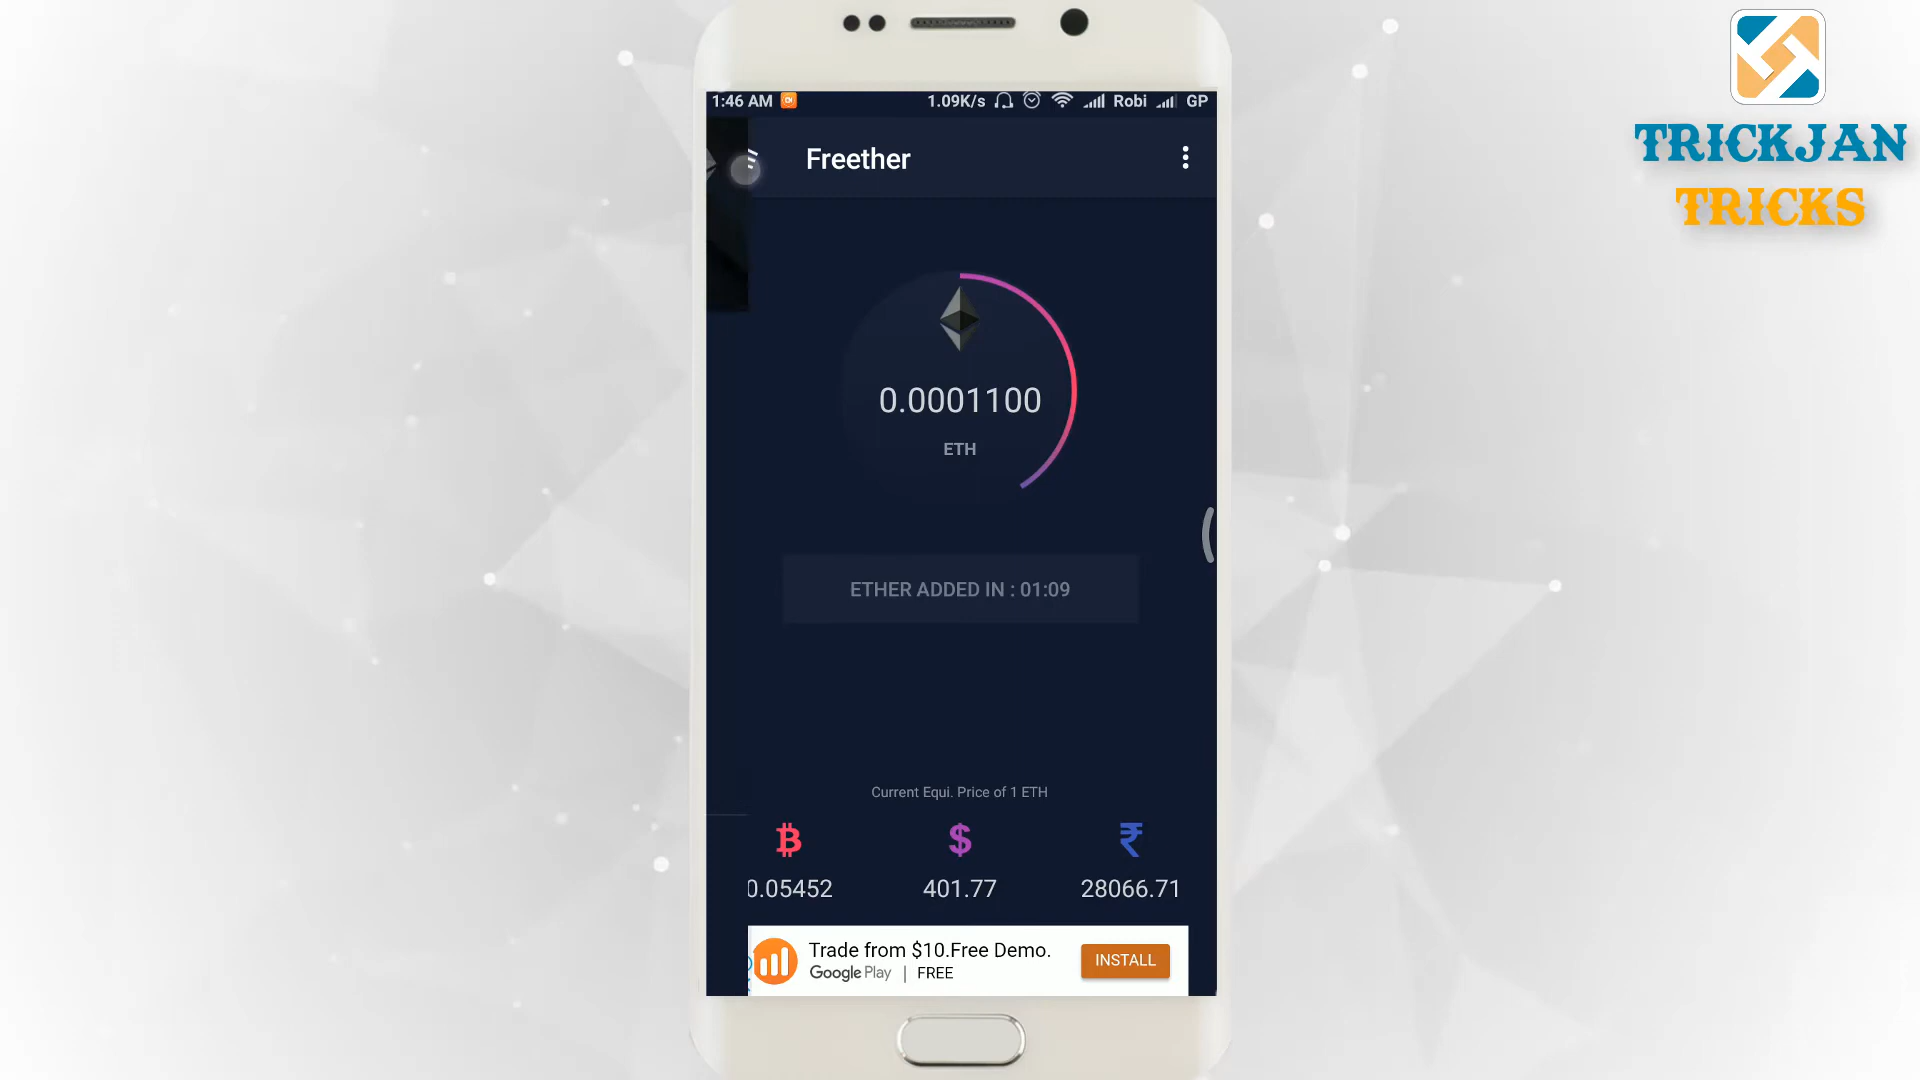 1:46 AM 1.09K/s Robi GP
Freether
TRICKJAN
TRICKS
0.0001100
ETH
ETHER ADDED IN : 01:09
Current Equi. Price of 1 ETH
₿ $ ₹
0.05452 401.77 28066.71
Trade from $10.Free Demo.
Google Play | FREE
INSTALL